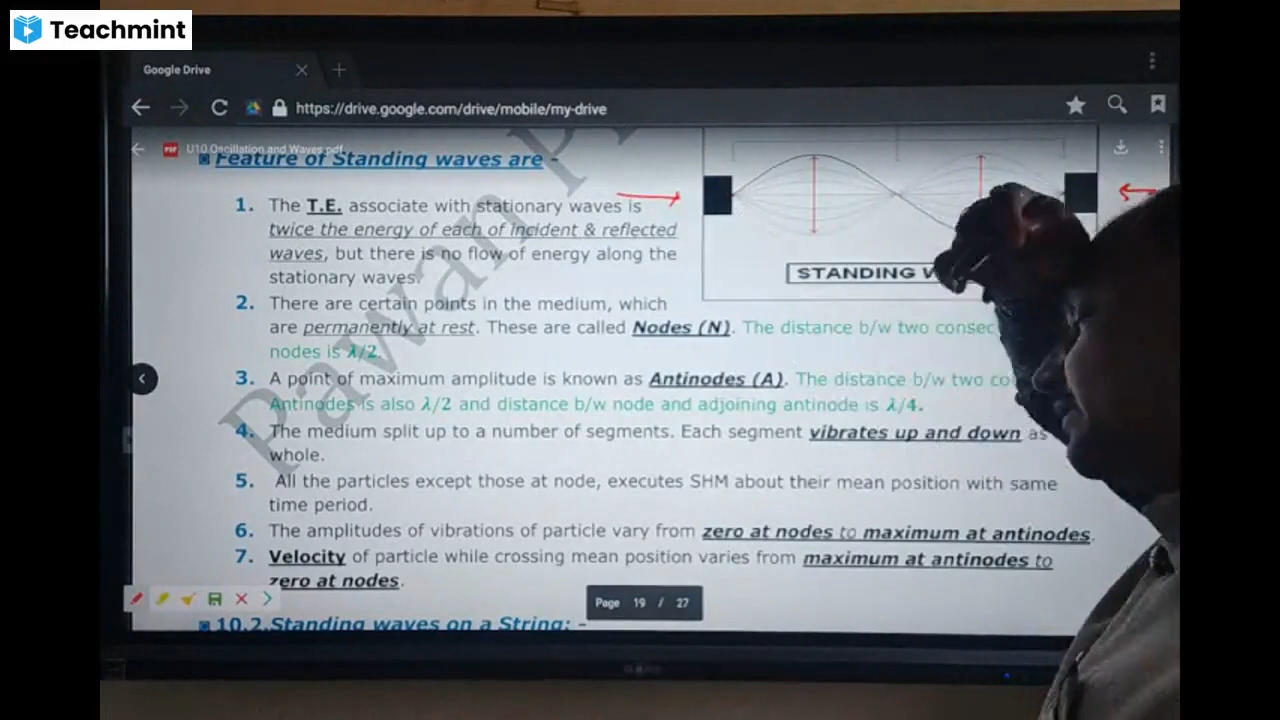 Teachmint
Google Drive
https://drive.google.com/drive/mobile/my-drive
U10 Oscillation and Waves.pdf
Feature of Standing waves are -
1. The T.E. associate with stationary waves is
twice the energy of each of incident & reflected
waves, but there is no flow of energy along the
stationary waves.
STANDING
2. There are certain points in the medium, which
are permanently at rest. These are called Nodes (N). The distance b/w two consec
nodes is λ/2.
3. A point of maximum amplitude is known as Antinodes (A). The distance b/w two co
Antinodes is also λ/2 and distance b/w node and adjoining antinode is λ/4.
4. The medium split up to a number of segments. Each segment vibrates up and down as
whole.
5. All the particles except those at node, executes SHM about their mean position with same
time period.
6. The amplitudes of vibrations of particle vary from zero at nodes to maximum at antinodes.
7. Velocity of particle while crossing mean position varies from maximum at antinodes to
zero at nodes.
Page 19 / 27
10.2.Standing waves on a String: -
Pawan